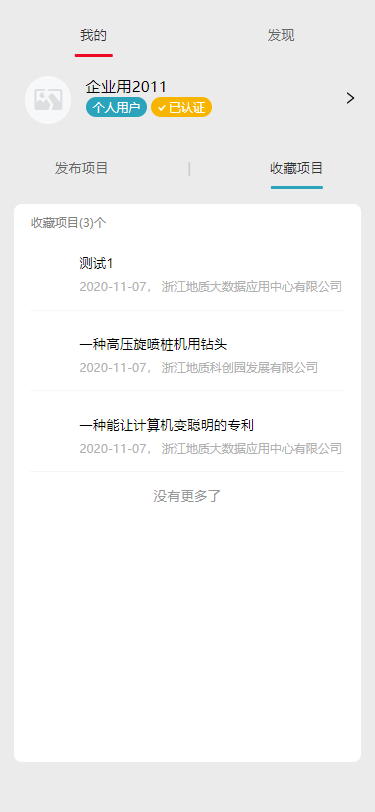 我的 发现
企业用2011
个人用户 已认证
发布项目 | 收藏项目
收藏项目(3)个
测试1
2020-11-07， 浙江地质大数据应用中心有限公司
一种高压旋喷桩机用钻头
2020-11-07， 浙江地质科创园发展有限公司
一种能让计算机变聪明的专利
2020-11-07， 浙江地质大数据应用中心有限公司
没有更多了